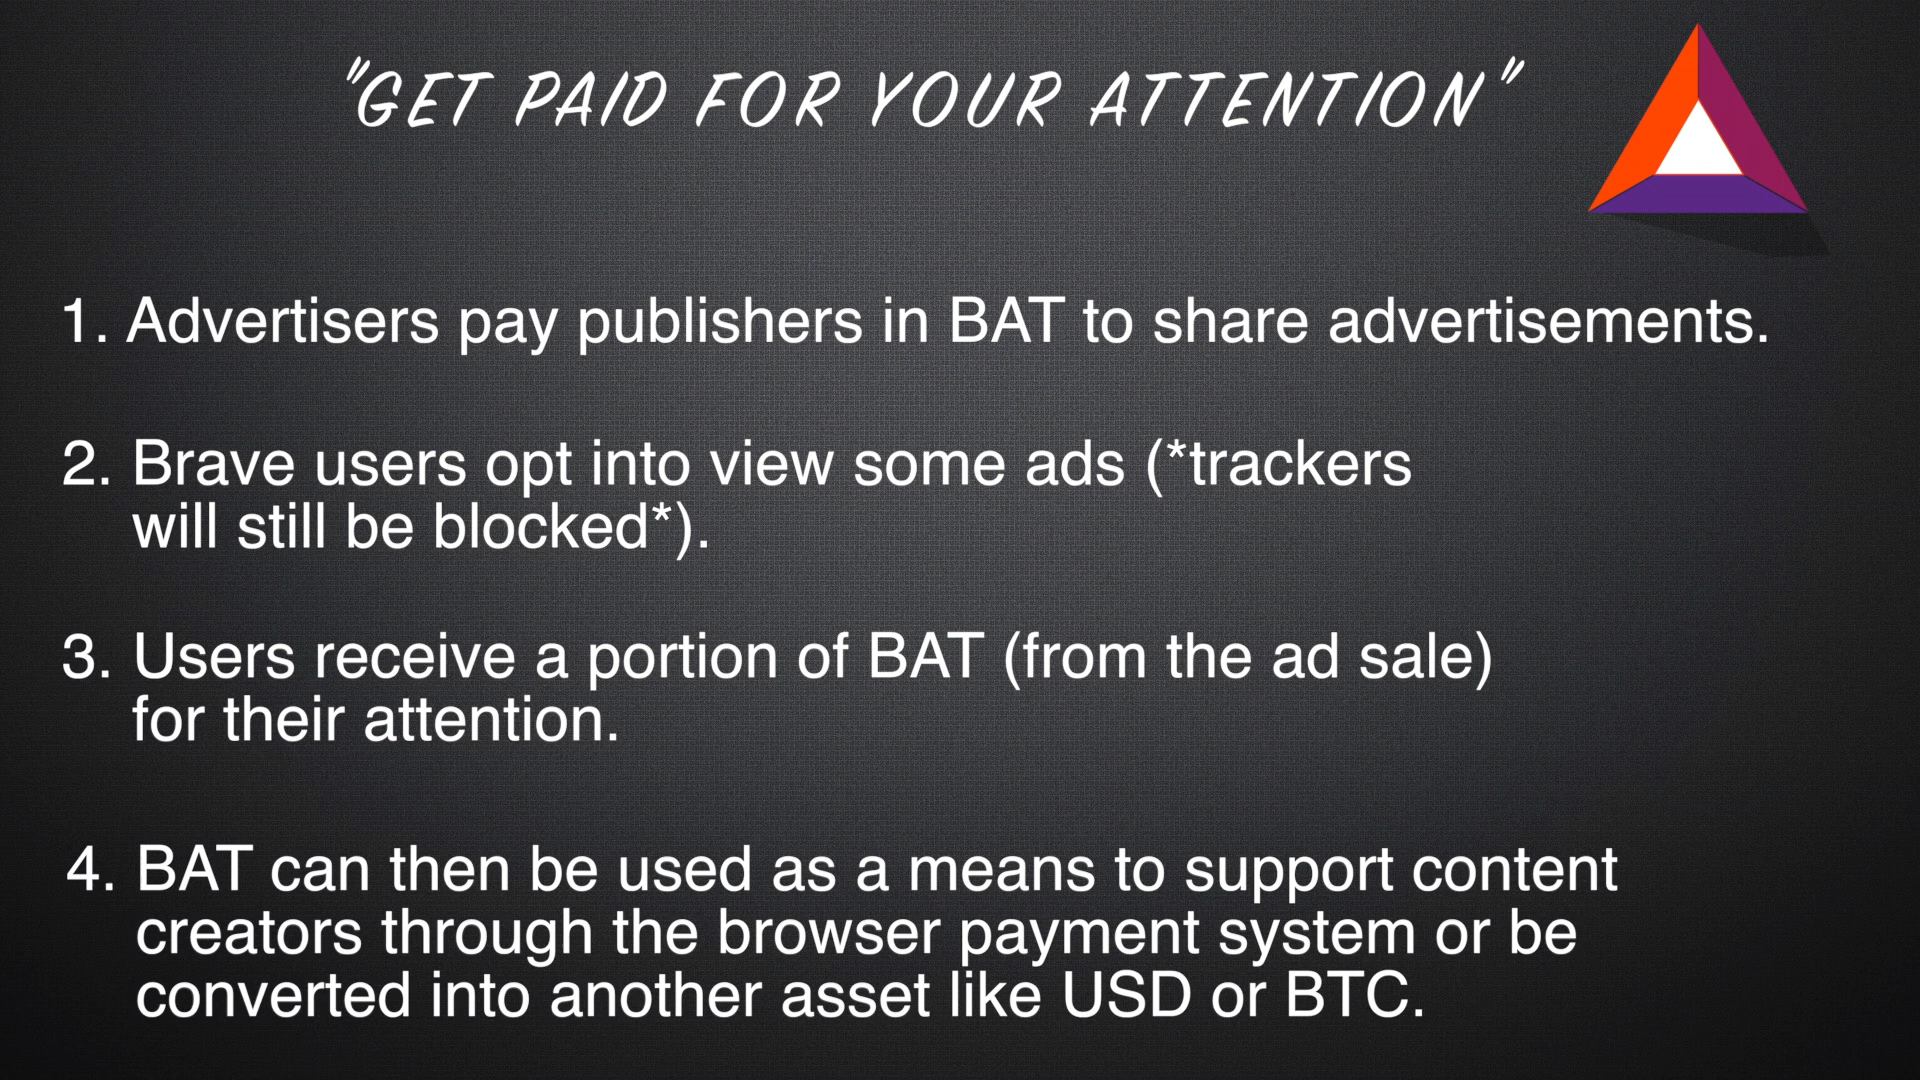 "GET PAID FOR YOUR ATTENTION"
1. Advertisers pay publishers in BAT to share advertisements.
2. Brave users opt into view some ads (*trackers
will still be blocked*).
3. Users receive a portion of BAT (from the ad sale)
for their attention.
4. BAT can then be used as a means to support content
creators through the browser payment system or be
converted into another asset like USD or BTC.